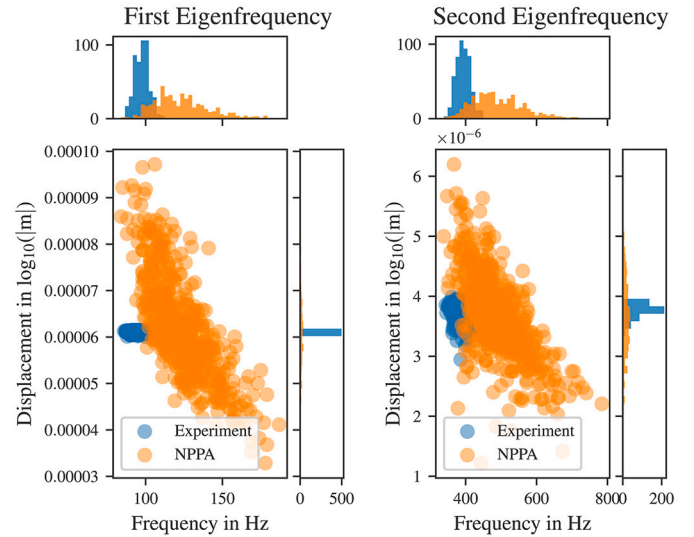 First Eigenfrequency
Second Eigenfrequency
100
0
100
0
×10⁻⁶
0.00010
0.00009
0.00008
0.00007
0.00006
0.00005
0.00004
0.00003
Displacement in log₁₀(|m|)
Experiment
NPPA
100
150
0
500
Frequency in Hz
6
5
4
3
2
1
Displacement in log₁₀(|m|)
Experiment
NPPA
400
600
800
0
200
Frequency in Hz